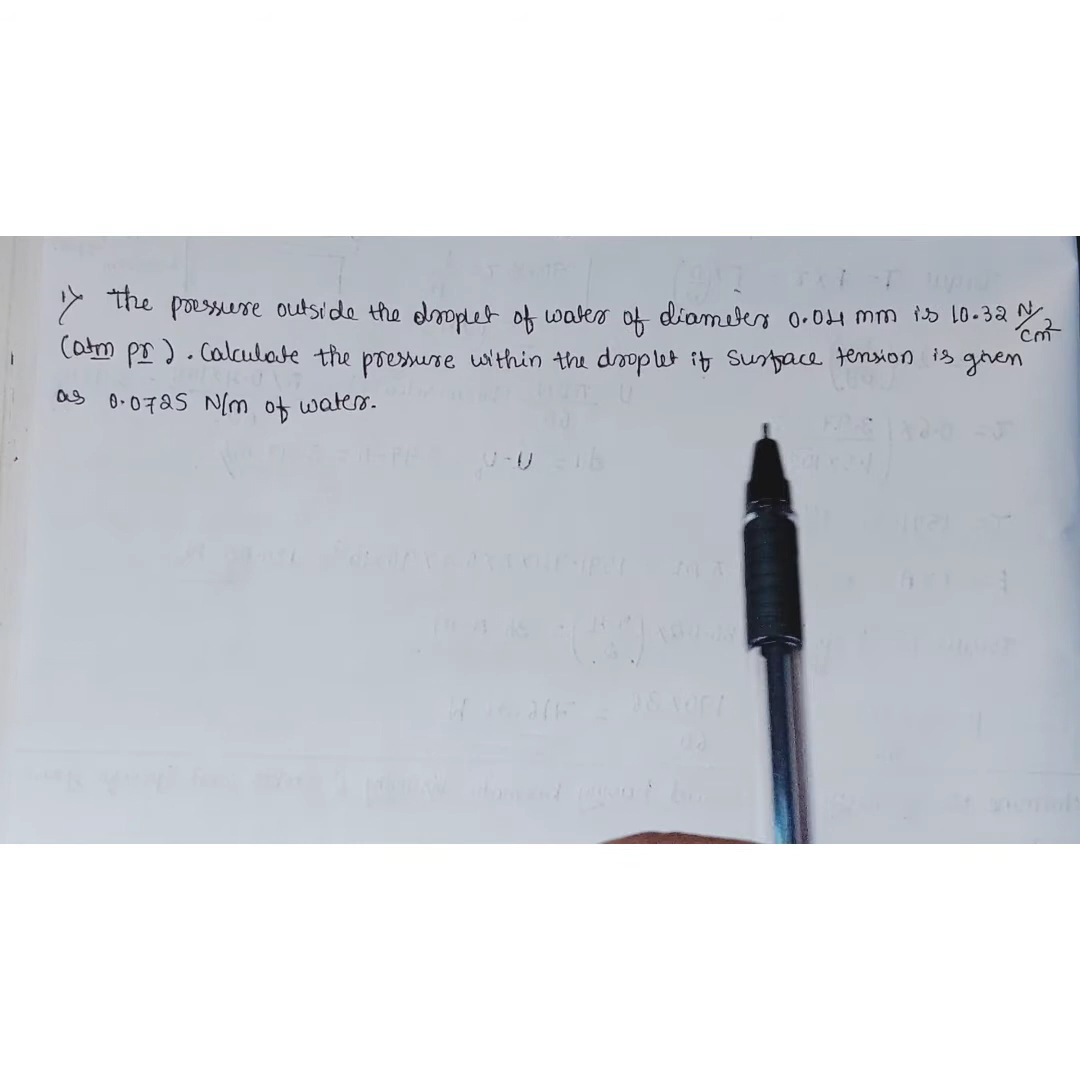 1) The pressure outside the droplet of water of diameter 0.04 mm is 10.32 N/cm²
(atm pr). Calculate the pressure within the droplet if surface tension is given
as 0.0725 N/m of water.